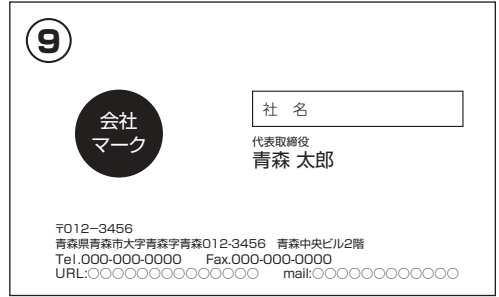 ⑨
会社
マーク
社　名
代表取締役
青森 太郎
〒012−3456
青森県青森市大字青森字青森012-3456　青森中央ビル2階
Tel.000-000-0000　Fax.000-000-0000
URL:○○○○○○○○○○○○○○　mail:○○○○○○○○○○○○